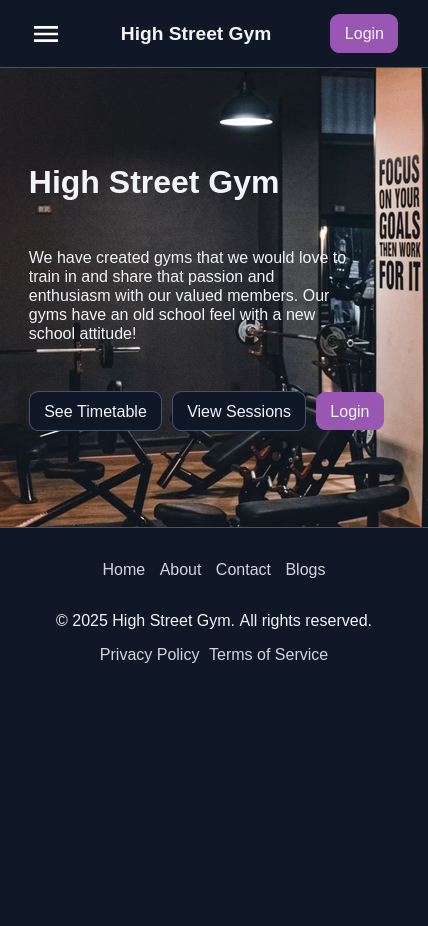 High Street Gym
Login
High Street Gym
FOCUS
ON YOUR
GOALS
THEN WORK
FOR IT
We have created gyms that we would love to
train in and share that passion and
enthusiasm with our valued members. Our
gyms have an old school feel with a new
school attitude!
See Timetable
View Sessions
Login
Home About Contact Blogs
© 2025 High Street Gym. All rights reserved.
Privacy Policy Terms of Service